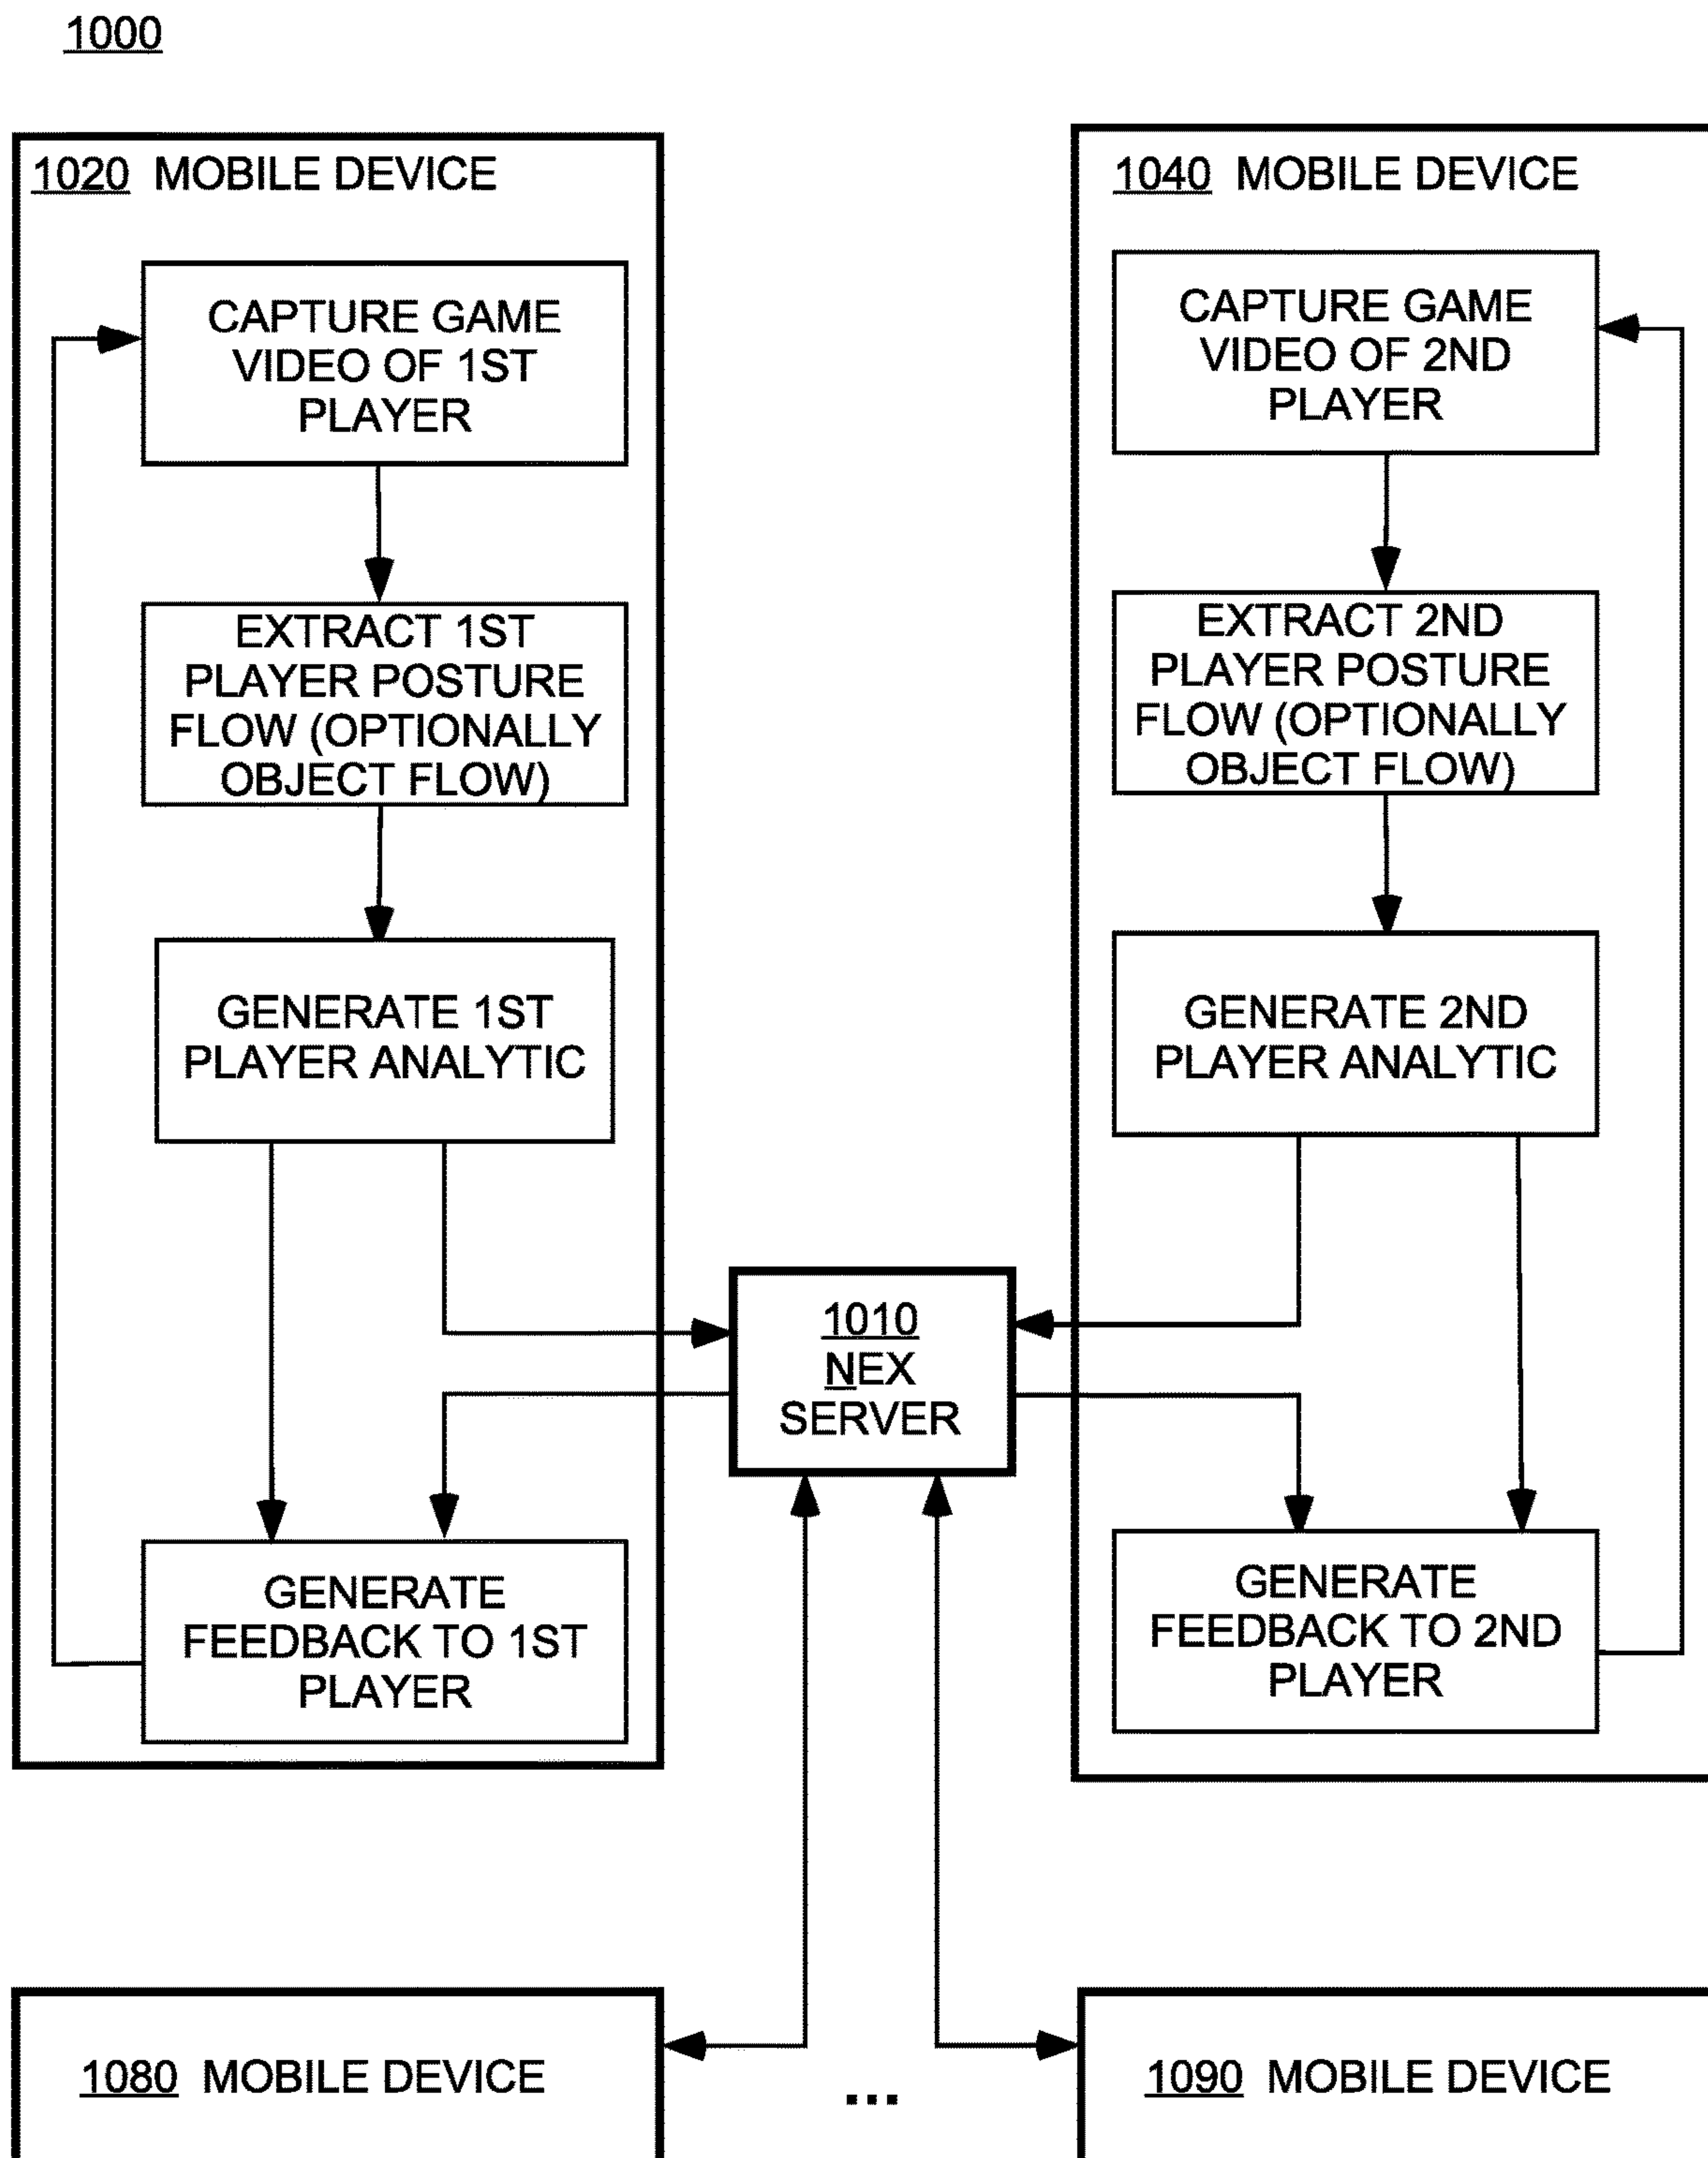 1000
1020 MOBILE DEVICE
CAPTURE GAME
VIDEO OF 1ST
PLAYER
EXTRACT 1ST
PLAYER POSTURE
FLOW (OPTIONALLY
OBJECT FLOW)
GENERATE 1ST
PLAYER ANALYTIC
GENERATE
FEEDBACK TO 1ST
PLAYER
1010
NEX
SERVER
1040 MOBILE DEVICE
CAPTURE GAME
VIDEO OF 2ND
PLAYER
EXTRACT 2ND
PLAYER POSTURE
FLOW (OPTIONALLY
OBJECT FLOW)
GENERATE 2ND
PLAYER ANALYTIC
GENERATE
FEEDBACK TO 2ND
PLAYER
1080 MOBILE DEVICE
...
1090 MOBILE DEVICE